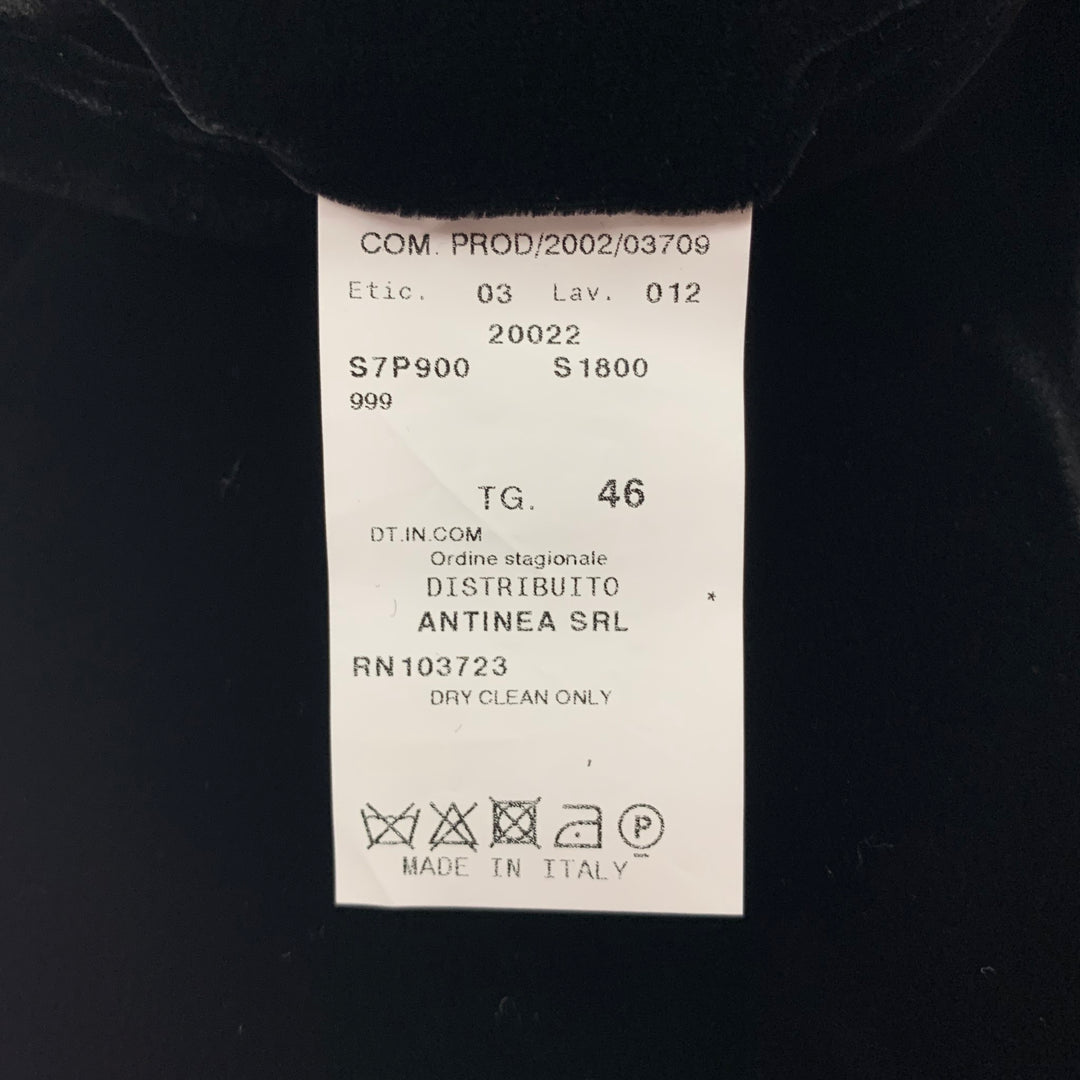 COM. PROD/2002/03709
Etic. 03 Lav. 012
20022
S7P900 S1800
999
TG. 46
DT.IN.COM
Ordine stagionale
DISTRIBUITO
*
ANTINEA SRL
RN103723
DRY CLEAN ONLY
P
MADE IN ITALY